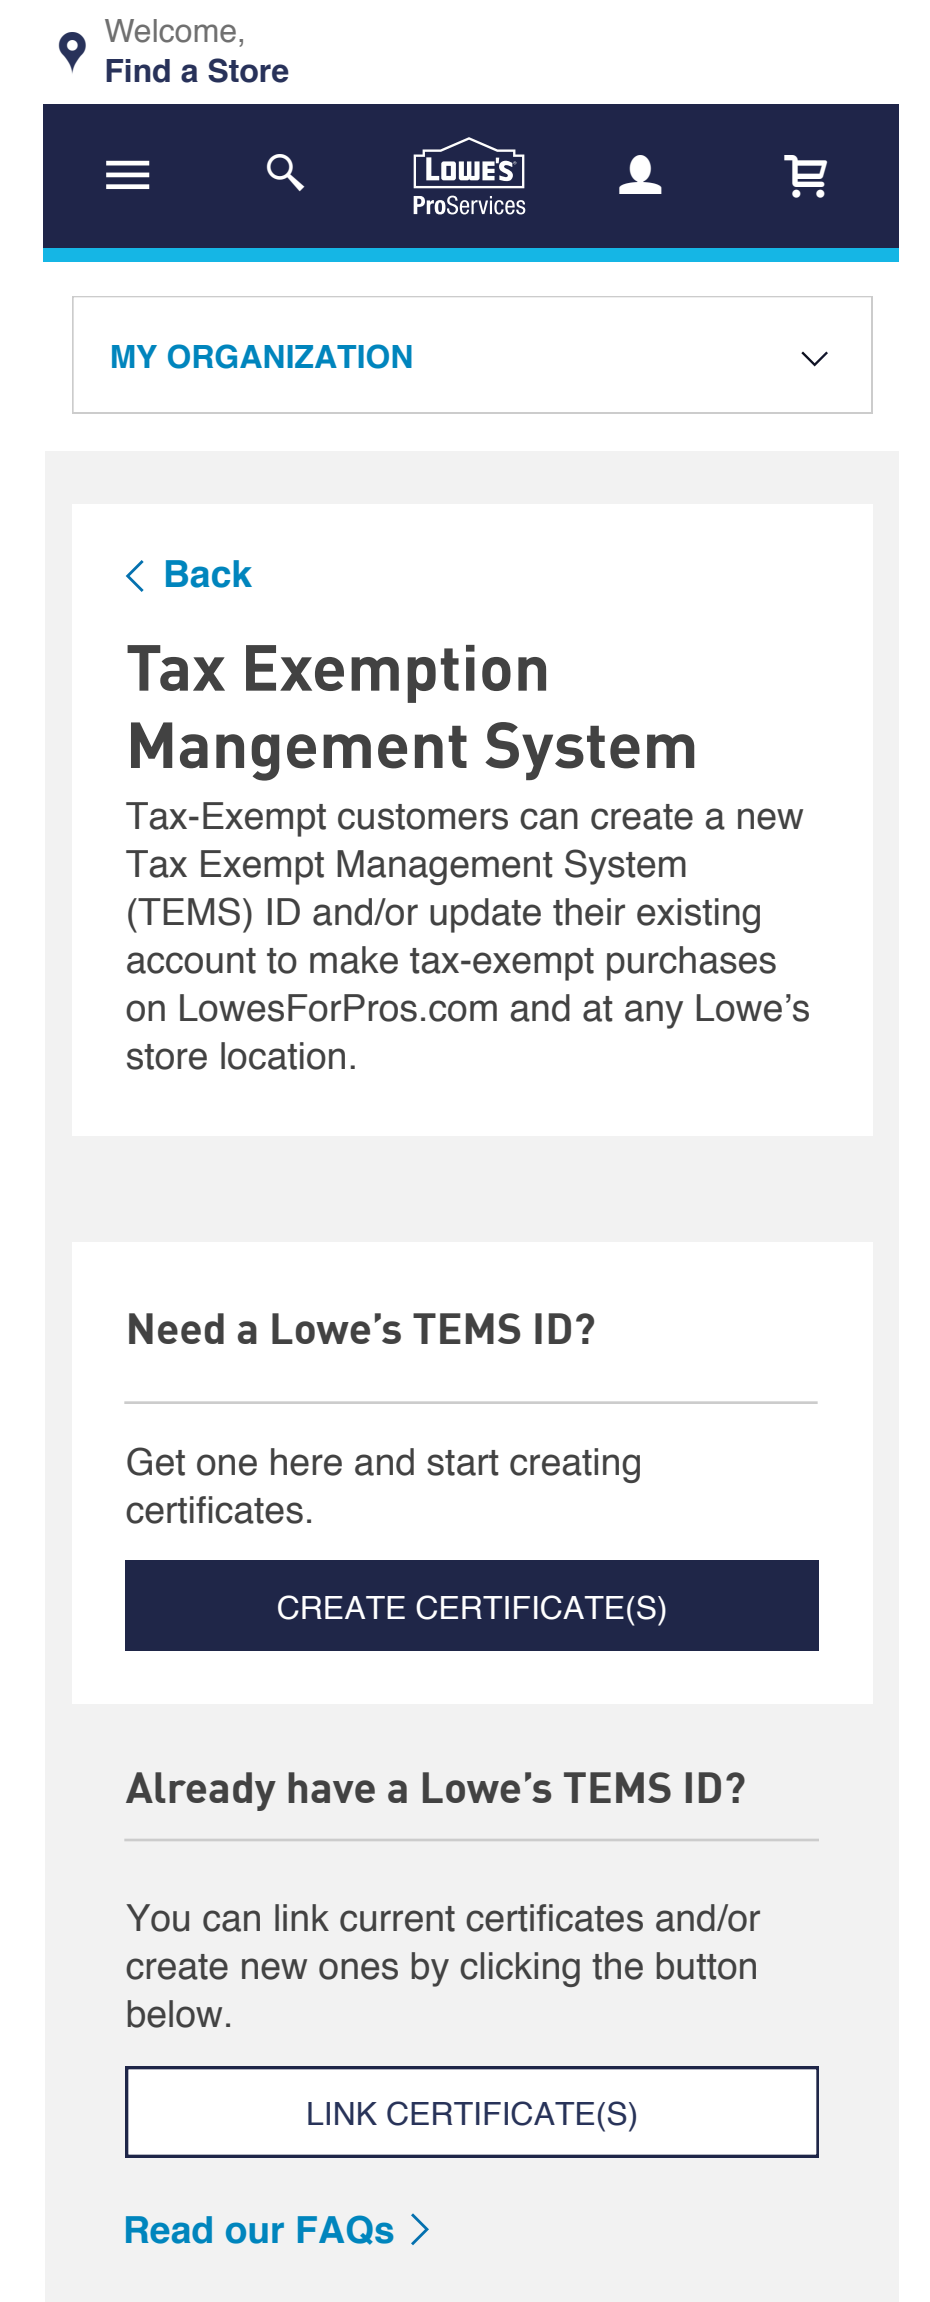 Welcome,
Find a Store
LOWE'S
ProServices
MY ORGANIZATION
Back
Tax Exemption
Mangement System
Tax-Exempt customers can create a new
Tax Exempt Management System
(TEMS) ID and/or update their existing
account to make tax-exempt purchases
on LowesForPros.com and at any Lowe’s
store location.
Need a Lowe’s TEMS ID?
Get one here and start creating
certificates.
CREATE CERTIFICATE(S)
Already have a Lowe’s TEMS ID?
You can link current certificates and/or
create new ones by clicking the button
below.
LINK CERTIFICATE(S)
Read our FAQs